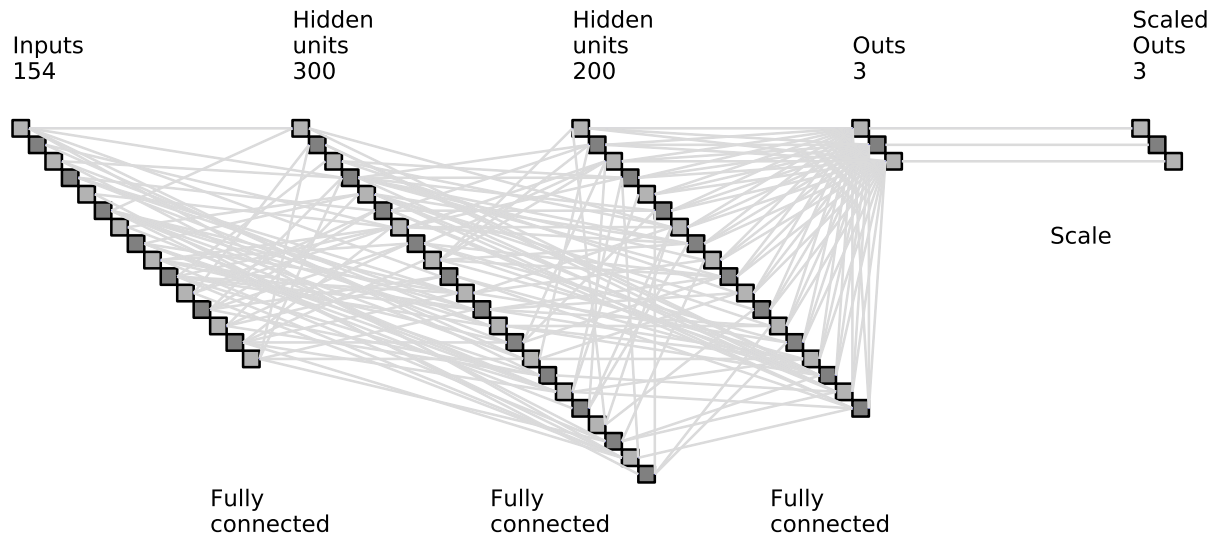 Inputs
154
Hidden
units
300
Hidden
units
200
Outs
3
Scaled
Outs
3
Scale
Fully
connected
Fully
connected
Fully
connected